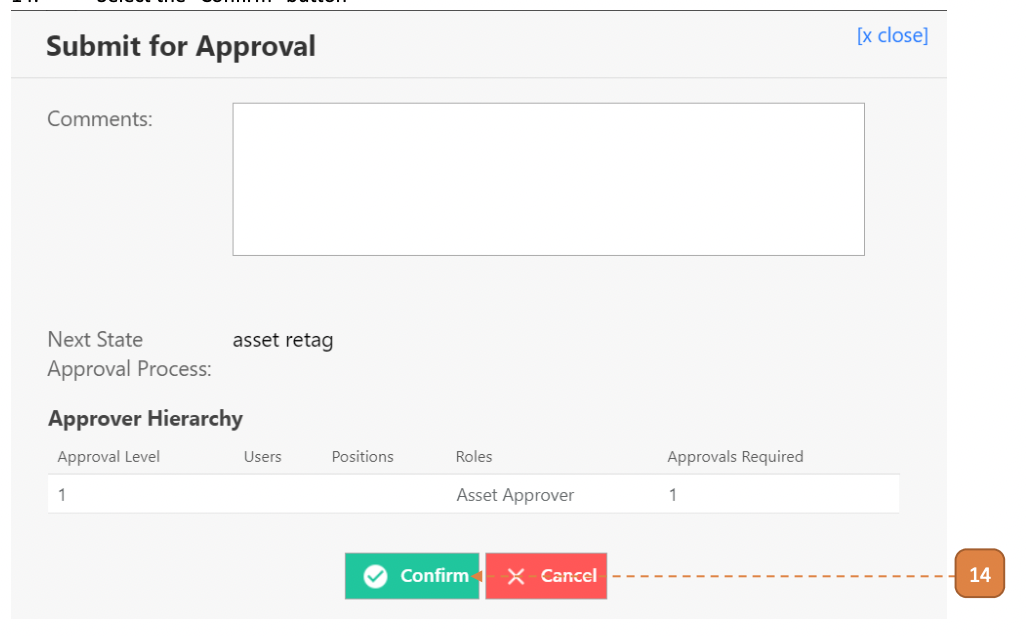 14. Select the "Confirm" button
Submit for Approval
[x close]
Comments:
Next State
Approval Process:
asset retag
Approver Hierarchy
Approval Level Users Positions Roles Approvals Required
1 Asset Approver 1
Confirm Cancel 14